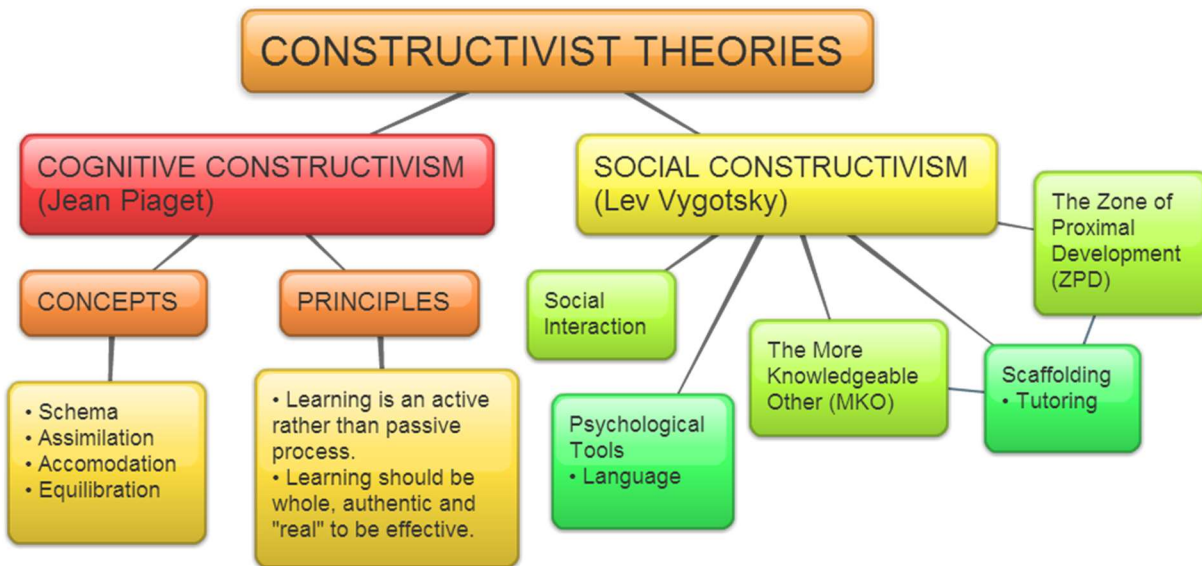 CONSTRUCTIVIST THEORIES
COGNITIVE CONSTRUCTIVISM
(Jean Piaget)
CONCEPTS
• Schema
• Assimilation
• Accomodation
• Equilibration
PRINCIPLES
• Learning is an active
rather than passive
process.
• Learning should be
whole, authentic and
"real" to be effective.
SOCIAL CONSTRUCTIVISM
(Lev Vygotsky)
Social
Interaction
Psychological
Tools
• Language
The More
Knowledgeable
Other (MKO)
Scaffolding
• Tutoring
The Zone of
Proximal
Development
(ZPD)